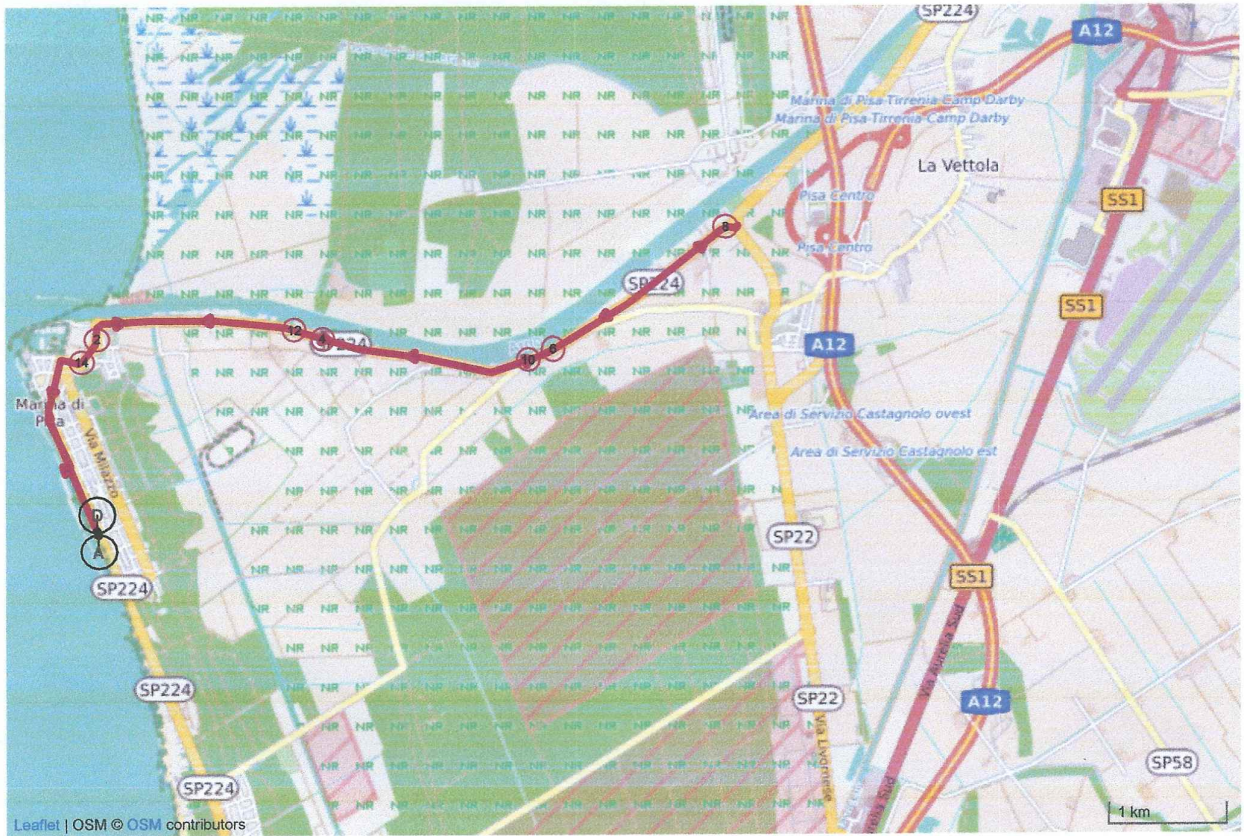 SP224
A12
Marina di Pisa-Tirrenia Camp Darby
Marina di Pisa-Tirrenia-Camp Darby
La Vettola
Pisa Centro
SS1
8
Pisa Centro
SP224
SS1
2
12
4
14
10
6
A12
Marina di
Pisa
Via Milazzo
Area di Servizio Castagnolo ovest
Area di Servizio Castagnolo est
D
A
SP22
SP224
SS1
Via Aurelia Sud
SP224
SP22
A12
Via Livornese
SP58
SP224
1 km
Leaflet | OSM © OSM contributors